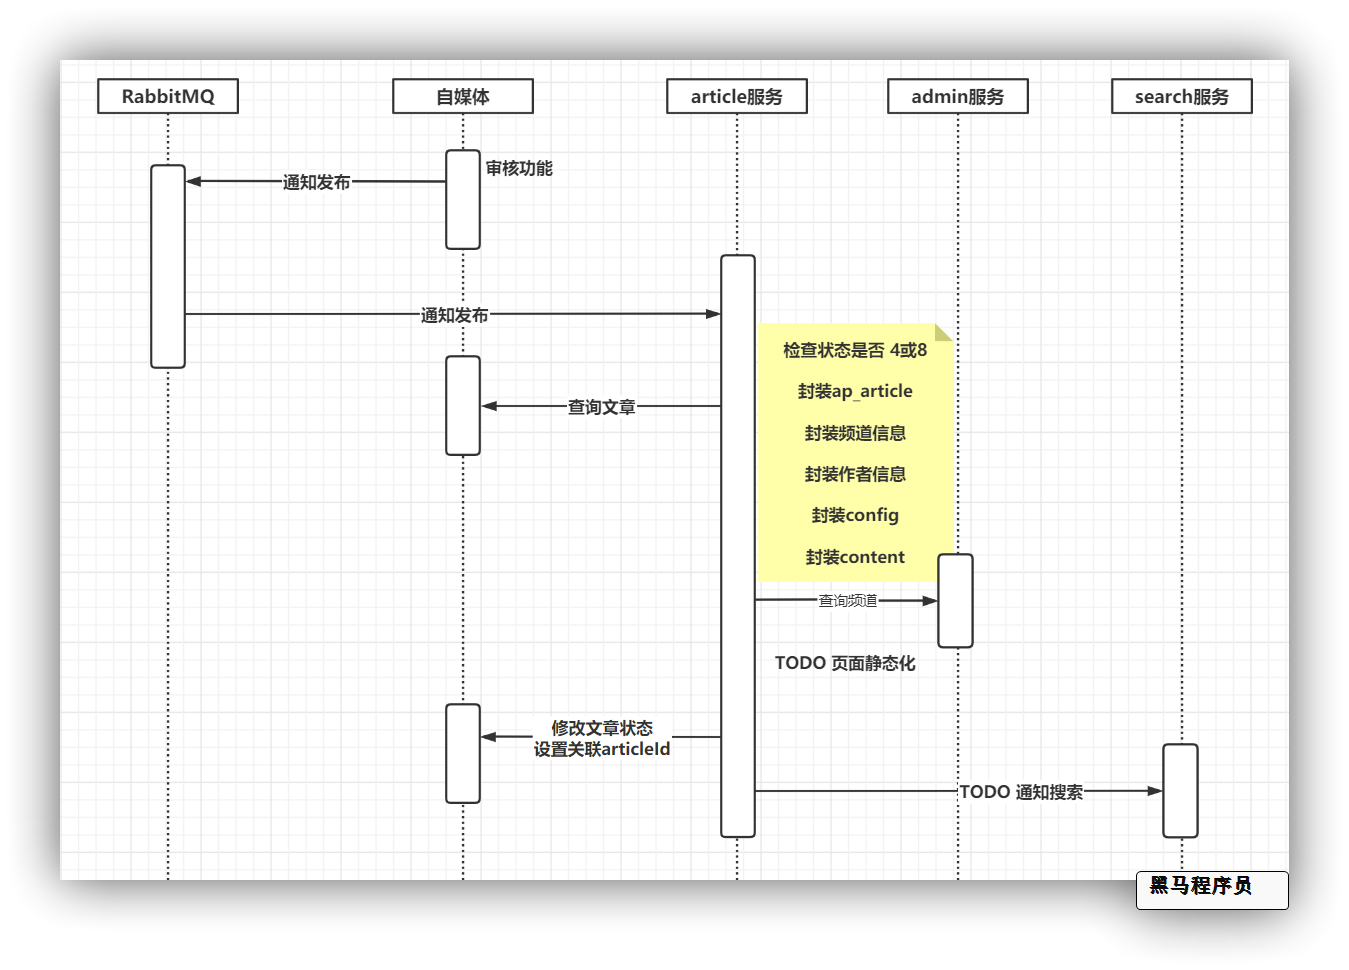 RabbitMQ
自媒体
article服务
admin服务
search服务
审核功能
通知发布
通知发布
检查状态是否 4或8
封装ap_article
查询文章
封装频道信息
封装作者信息
封装config
封装content
查询频道
TODO 页面静态化
修改文章状态
设置关联articleId
TODO 通知搜索
黑马程序员